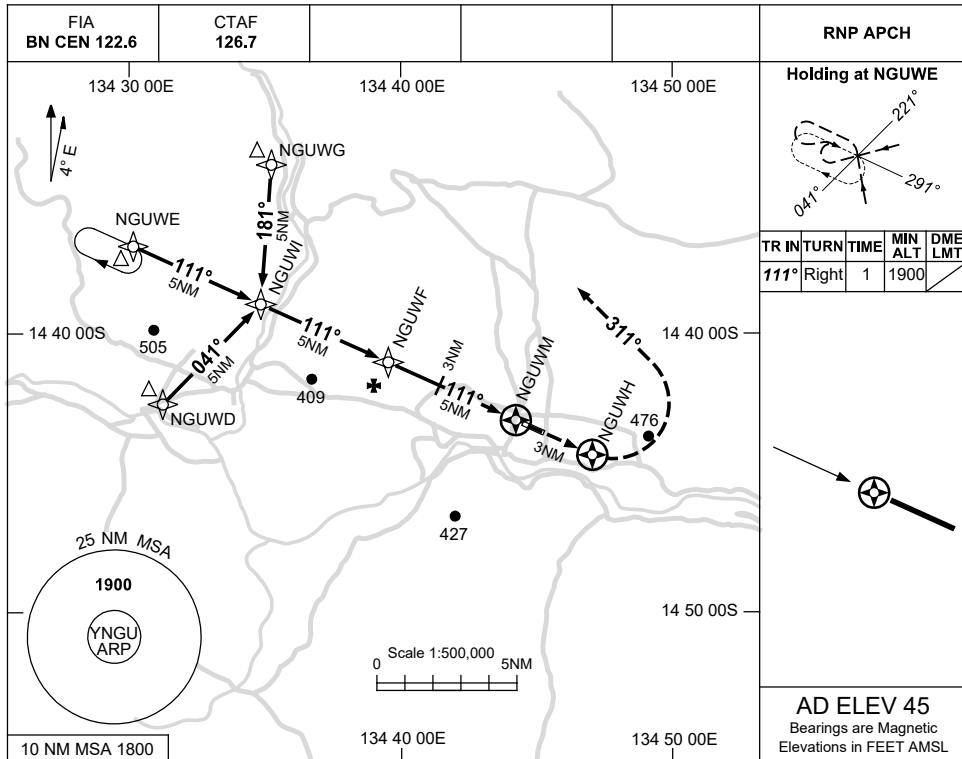 FIA
BN CEN 122.6
CTAF
126.7
RNP APCH
134 30 00E
134 40 00E
134 50 00E
4° E
NGUWG
181°
5NM
NGUWE
111°
5NM
NGUWI
111°
5NM
NGUWF
3NM
111°
5NM
NGUWM
3NM
NGUWH
311°
476
14 40 00S
14 40 00S
505
041°
5NM
409
NGUWD
427
25 NM MSA
1900
YNGU
ARP
14 50 00S
Scale 1:500,000
0
5NM
10 NM MSA 1800
134 40 00E
134 50 00E
Holding at NGUWE
221°
291°
041°
TR IN TURN TIME MIN ALT DME LMT
111° Right 1 1900
AD ELEV 45
Bearings are Magnetic
Elevations in FEET AMSL